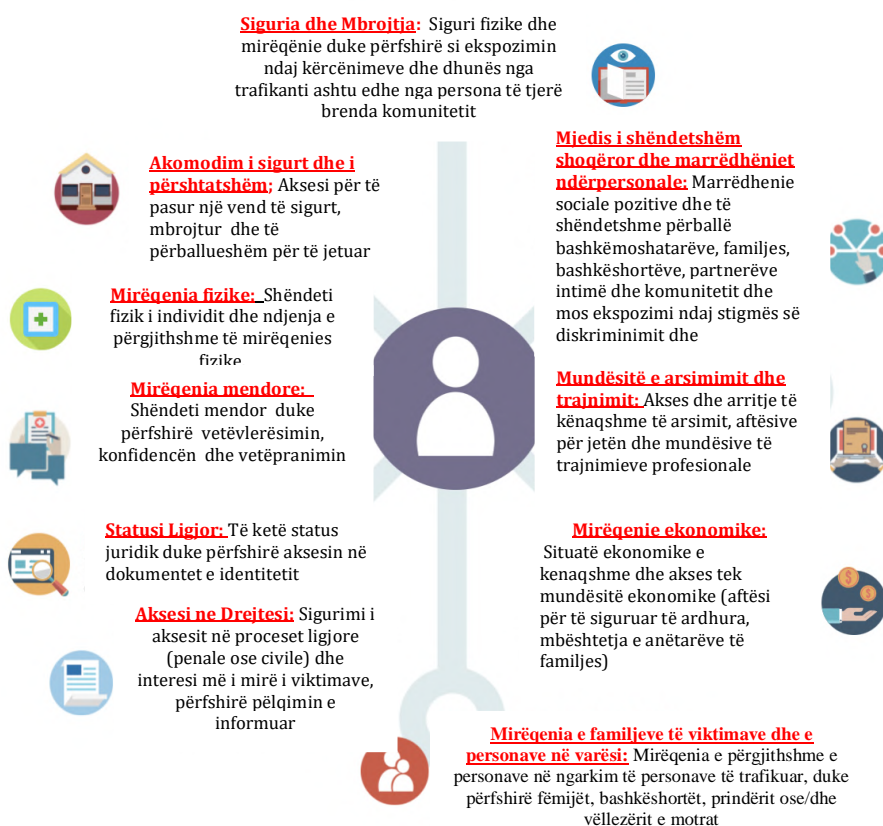 Siguria dhe Mbrojtja: Siguri fizike dhe
mirëqënie duke përfshirë si ekspozimin
ndaj kërcënimeve dhe dhunës nga
trafikanti ashtu edhe nga persona të tjerë
brenda komunitetit
Akomodim i sigurt dhe i
përshtatshëm; Aksesi për të
pasur një vend të sigurt,
mbrojtur dhe të
përballueshëm për të jetuar
Mirëqenia fizike: Shëndeti
fizik i individit dhe ndjenja e
përgjithshme të mirëqenies
fizike
Mirëqenia mendore:
Shëndeti mendor duke
përfshirë vetëvlerësimin,
konfidencën dhe vetëpranimin
Statusi Ligjor: Të ketë status
juridik duke përfshirë aksesin në
dokumentet e identitetit
Aksesi ne Drejtesi: Sigurimi i
aksesit në proceset ligjore
(penale ose civile) dhe
interesi më i mirë i viktimave,
përfshirë pëlqimin e
informuar
Mjedis i shëndetshëm
shoqëror dhe marrëdhëniet
ndërpersonale: Marrëdhenie
sociale pozitive dhe të
shëndetshme përballë
bashkëmoshatarëve, familjes,
bashkëshortëve, partnerëve
intimë dhe komunitetit dhe
mos ekspozimi ndaj stigmës së
diskriminimit dhe
Mundësitë e arsimimit dhe
trajnimit: Akses dhe arritje të
kënaqshme të arsimit, aftësive
për jetën dhe mundësive të
trajnimieve profesionale
Mirëqenie ekonomike:
Situatë ekonomike e
kenaqshme dhe akses tek
mundësitë ekonomike (aftësi
për të siguruar të ardhura,
mbështetja e anëtarëve të
familjes)
Mirëqenia e familjeve të viktimave dhe e
personave në varësi: Mirëqenia e përgjithshme e
personave në ngarkim të personave të trafikuar, duke
përfshirë fëmijët, bashkëshortët, prindërit ose/dhe
vëllezërit e motrat